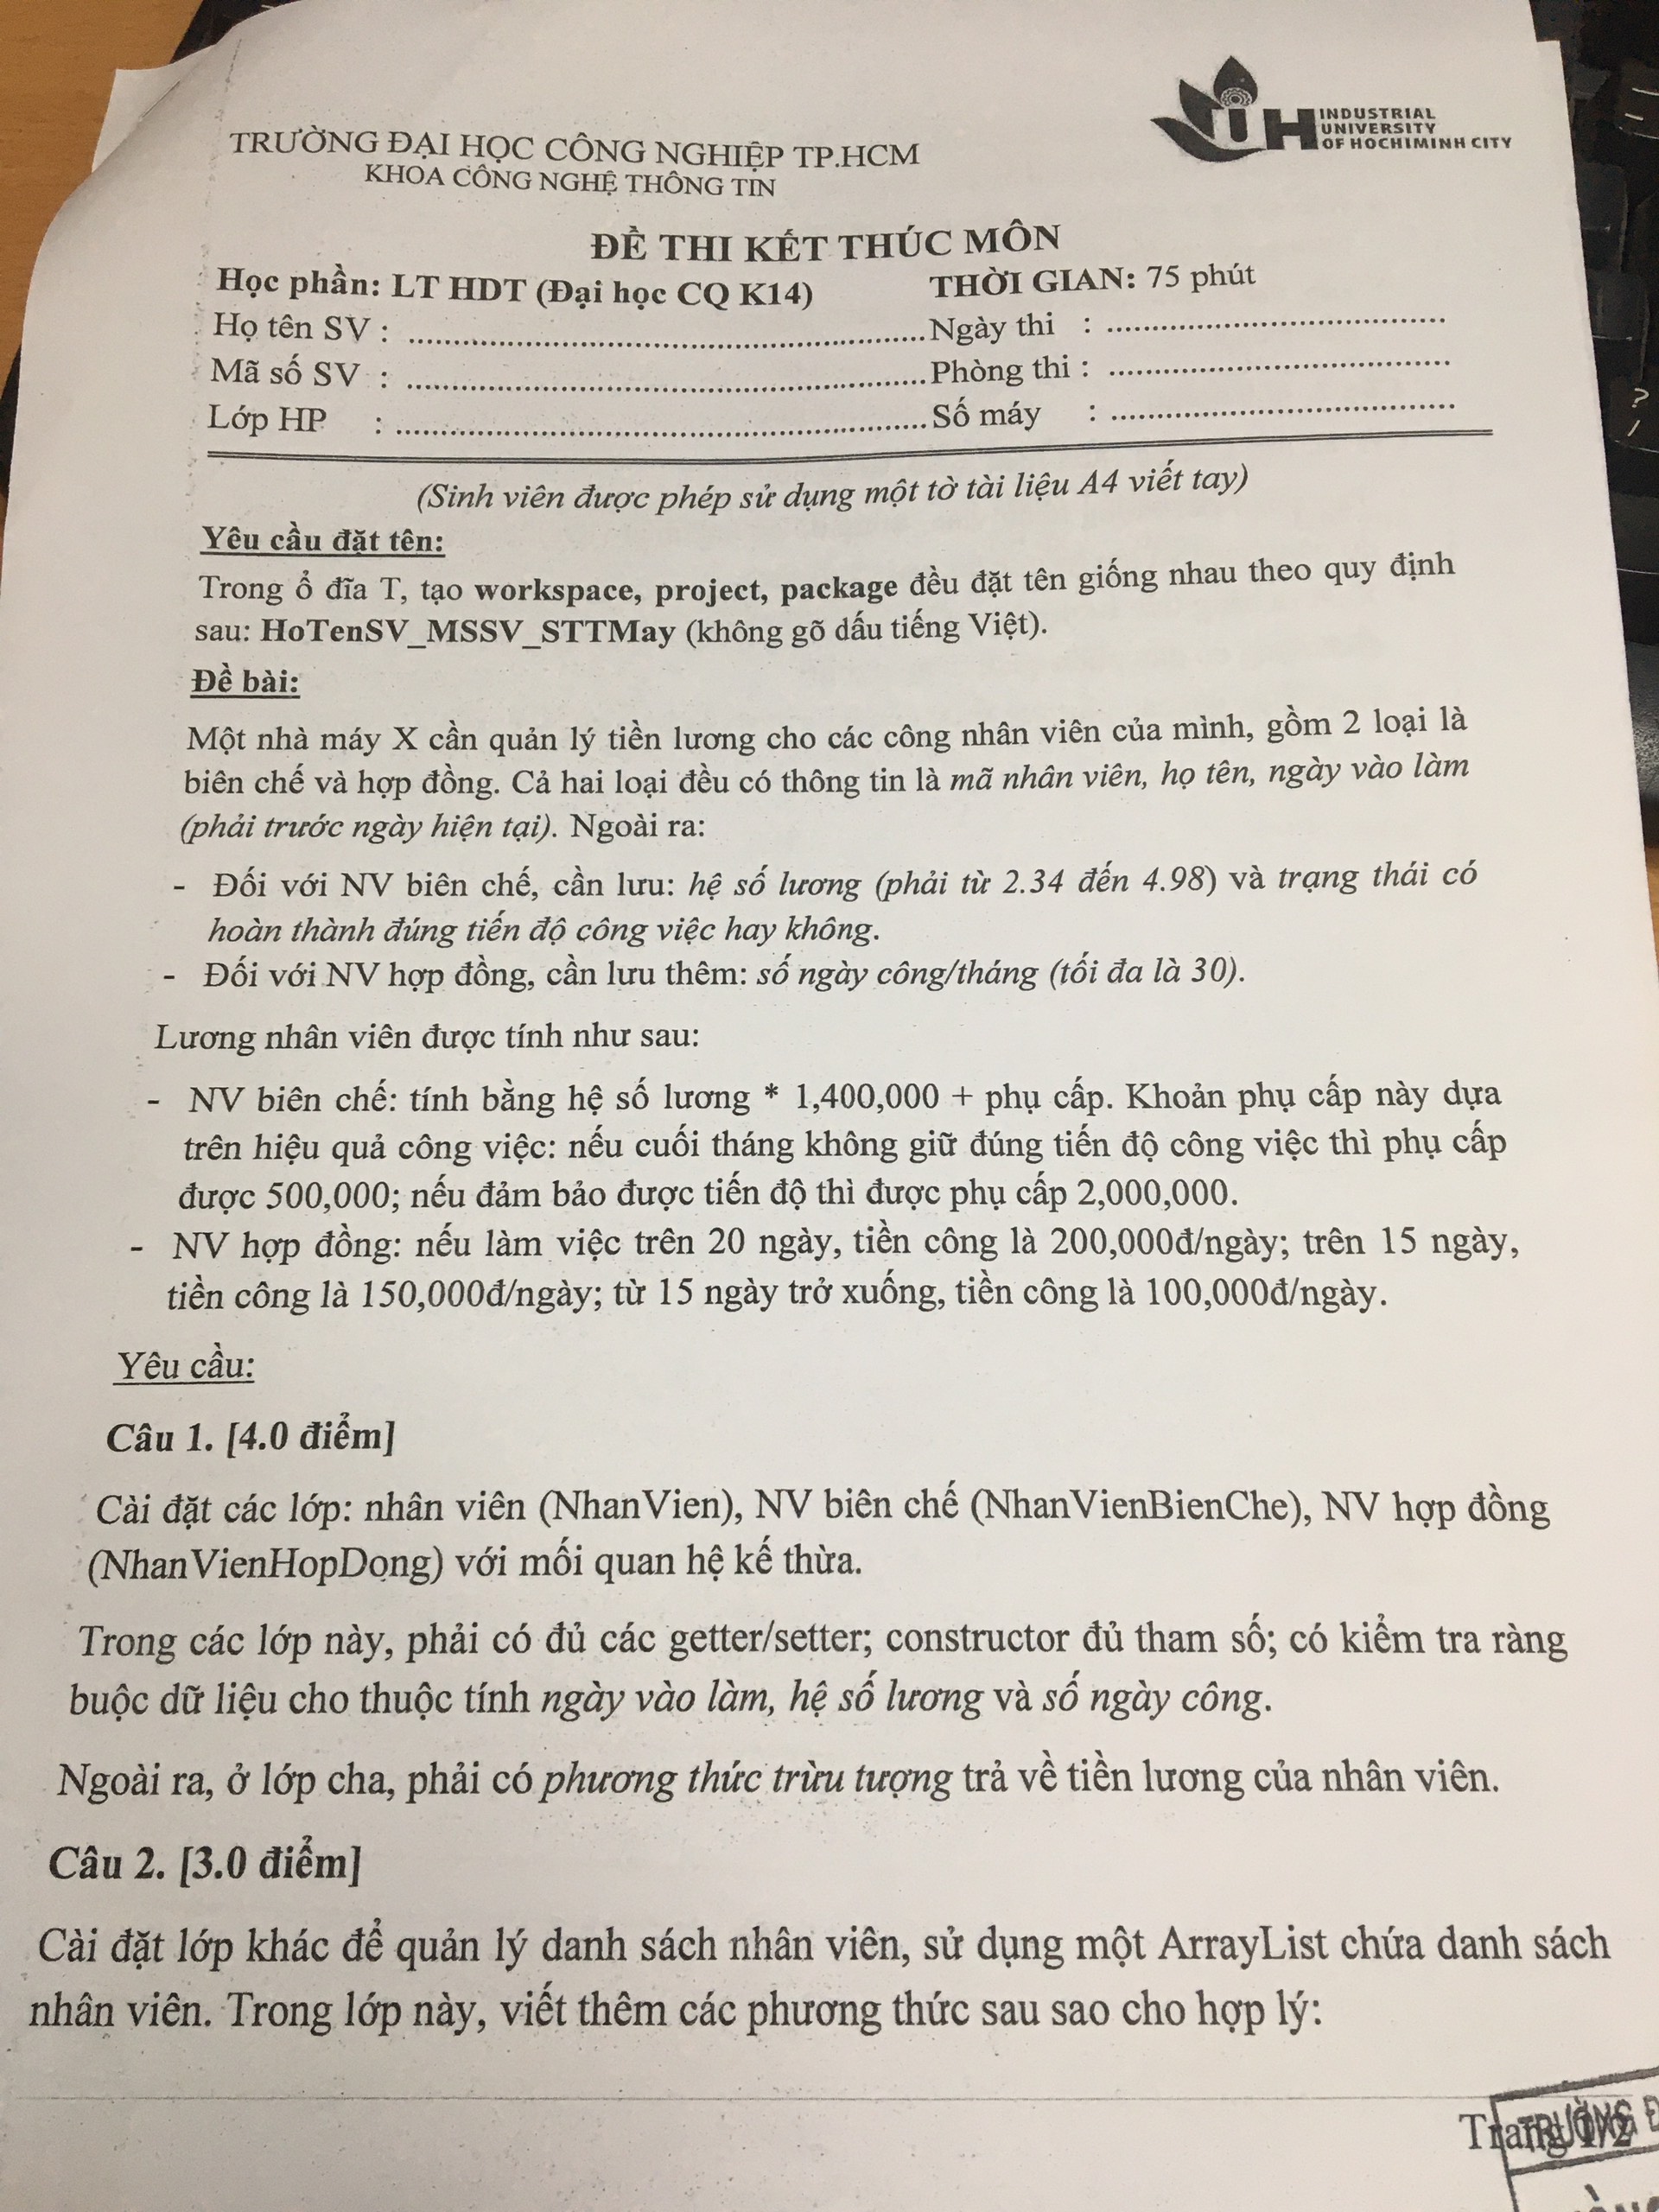 TRƯỜNG ĐẠI HỌC CÔNG NGHIỆP TP.HCM
KHOA CÔNG NGHỆ THÔNG TIN
IUH INDUSTRIAL
UNIVERSITY
OF HOCHIMINH CITY
ĐỀ THI KẾT THÚC MÔN
Học phần: LT HDT (Đại học CQ K14) THỜI GIAN: 75 phút
Họ tên SV : ........................................................... Ngày thi : ......................................
Mã số SV : ........................................................... Phòng thi : ......................................
Lớp HP : ........................................................... Số máy : ......................................
(Sinh viên được phép sử dụng một tờ tài liệu A4 viết tay)
Yêu cầu đặt tên:
Trong ổ đĩa T, tạo workspace, project, package đều đặt tên giống nhau theo quy định
sau: HoTenSV_MSSV_STTMay (không gõ dấu tiếng Việt).
Đề bài:
Một nhà máy X cần quản lý tiền lương cho các công nhân viên của mình, gồm 2 loại là
biên chế và hợp đồng. Cả hai loại đều có thông tin là mã nhân viên, họ tên, ngày vào làm
(phải trước ngày hiện tại). Ngoài ra:
- Đối với NV biên chế, cần lưu: hệ số lương (phải từ 2.34 đến 4.98) và trạng thái có
hoàn thành đúng tiến độ công việc hay không.
- Đối với NV hợp đồng, cần lưu thêm: số ngày công/tháng (tối đa là 30).
Lương nhân viên được tính như sau:
- NV biên chế: tính bằng hệ số lương * 1,400,000 + phụ cấp. Khoản phụ cấp này dựa
trên hiệu quả công việc: nếu cuối tháng không giữ đúng tiến độ công việc thì phụ cấp
được 500,000; nếu đảm bảo được tiến độ thì được phụ cấp 2,000,000.
- NV hợp đồng: nếu làm việc trên 20 ngày, tiền công là 200,000đ/ngày; trên 15 ngày,
tiền công là 150,000đ/ngày; từ 15 ngày trở xuống, tiền công là 100,000đ/ngày.
Yêu cầu:
Câu 1. [4.0 điểm]
Cài đặt các lớp: nhân viên (NhanVien), NV biên chế (NhanVienBienChe), NV hợp đồng
(NhanVienHopDong) với mối quan hệ kế thừa.
Trong các lớp này, phải có đủ các getter/setter; constructor đủ tham số; có kiểm tra ràng
buộc dữ liệu cho thuộc tính ngày vào làm, hệ số lương và số ngày công.
Ngoài ra, ở lớp cha, phải có phương thức trừu tượng trả về tiền lương của nhân viên.
Câu 2. [3.0 điểm]
Cài đặt lớp khác để quản lý danh sách nhân viên, sử dụng một ArrayList chứa danh sách
nhân viên. Trong lớp này, viết thêm các phương thức sau sao cho hợp lý:
Trang 1/2
TRƯỜNG Đ